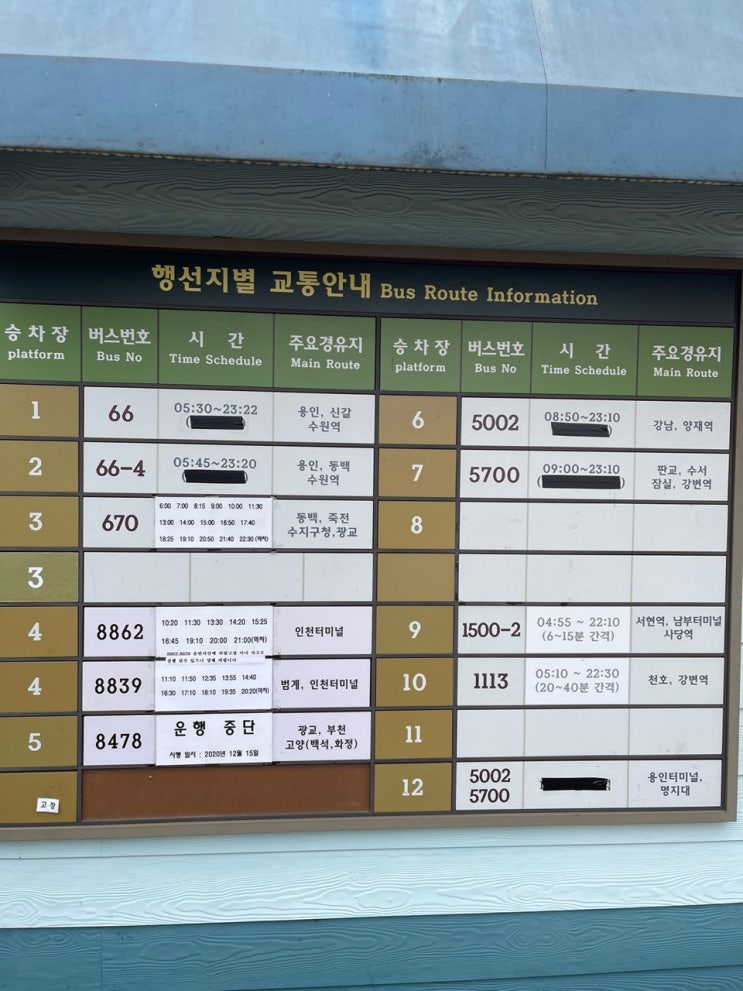 행선지별 교통안내 Bus Route Information
승 차 장 버스번호 시 간 주요경유지
platform Bus No Time Schedule Main Route
1 66 05:30~23:22 용인, 신갈
수원역
2 66-4 05:45~23:20 용인, 동백
수원역
3 670 6:00 7:00 8:15 9:00 10:00 11:30
13:00 14:00 15:00 16:50 17:40
18:25 19:10 20:50 21:40 22:30(막차)
동백, 죽전
수지구청,광교
3
4 8862 10:20 11:30 13:30 14:20 15:25
16:45 19:10 20:00 21:00(막차)
인천터미널
4 8839 11:10 11:50 12:35 13:55 14:40
16:30 17:10 18:10 19:35 20:20(막차)
범계, 인천터미널
5 8478 운행 중단
시행 일시 : 2020년 12월 15일
광교, 부천
고양(백석,화정)
고장
승 차 장 버스번호 시 간 주요경유지
platform Bus No Time Schedule Main Route
6 5002 08:50~23:10 강남, 양재역
7 5700 09:00~23:10 판교, 수서
잠실, 강변역
8
9 1500-2 04:55 ~ 22:10
(6~15분 간격)
서현역, 남부터미널
사당역
10 1113 05:10 ~ 22:30
(20~40분 간격)
천호, 강변역
11
12 5002
5700
용인터미널,
명지대